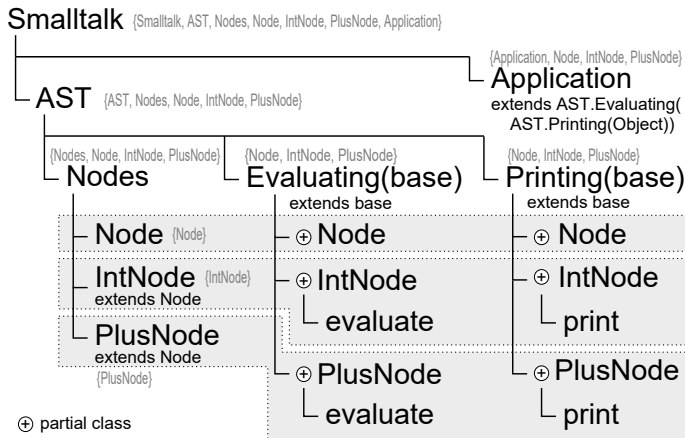 Smalltalk {Smalltalk, AST, Nodes, Node, IntNode, PlusNode, Application}
{Application, Node, IntNode, PlusNode}
Application
extends AST.Evaluating(
AST.Printing(Object))
AST {AST, Nodes, Node, IntNode, PlusNode}
{Nodes, Node, IntNode, PlusNode} {Node, IntNode, PlusNode} {Node, IntNode, PlusNode}
Nodes Evaluating(base) Printing(base)
extends base extends base
Node {Node} ⊕ Node ⊕ Node
IntNode {IntNode} ⊕ IntNode ⊕ IntNode
extends Node
evaluate print
PlusNode
extends Node
{PlusNode} ⊕ PlusNode ⊕ PlusNode
evaluate print
⊕ partial class